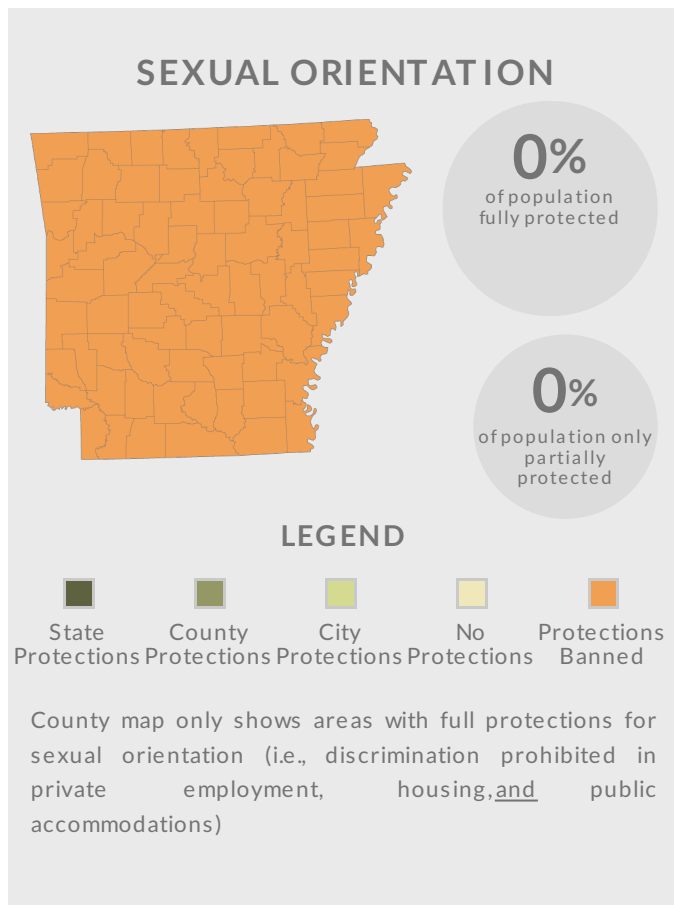 SEXUAL ORIENTATION
0%
of population
fully protected
0%
of population only
partially
protected
LEGEND
State
Protections
County
Protections
City
Protections
No
Protections
Protections
Banned
County map only shows areas with full protections for
sexual orientation (i.e., discrimination prohibited in
private employment, housing, and public
accommodations)